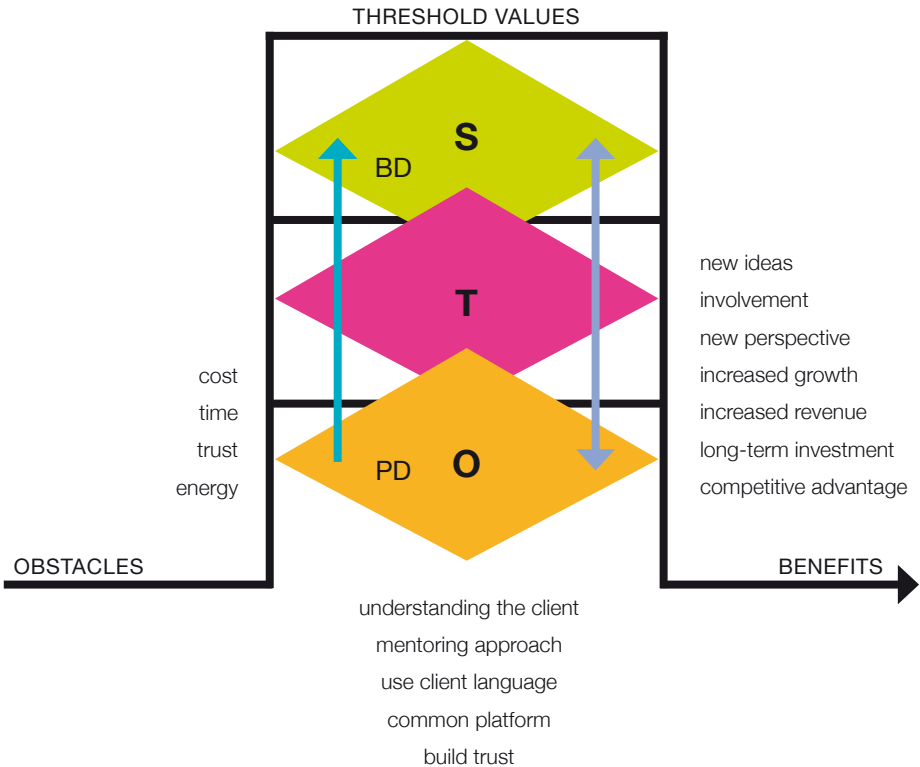 THRESHOLD VALUES
S
BD
T
new ideas
involvement
new perspective
increased growth
increased revenue
long-term investment
competitive advantage
cost
time
trust
energy
PD
O
OBSTACLES
BENEFITS
understanding the client
mentoring approach
use client language
common platform
build trust